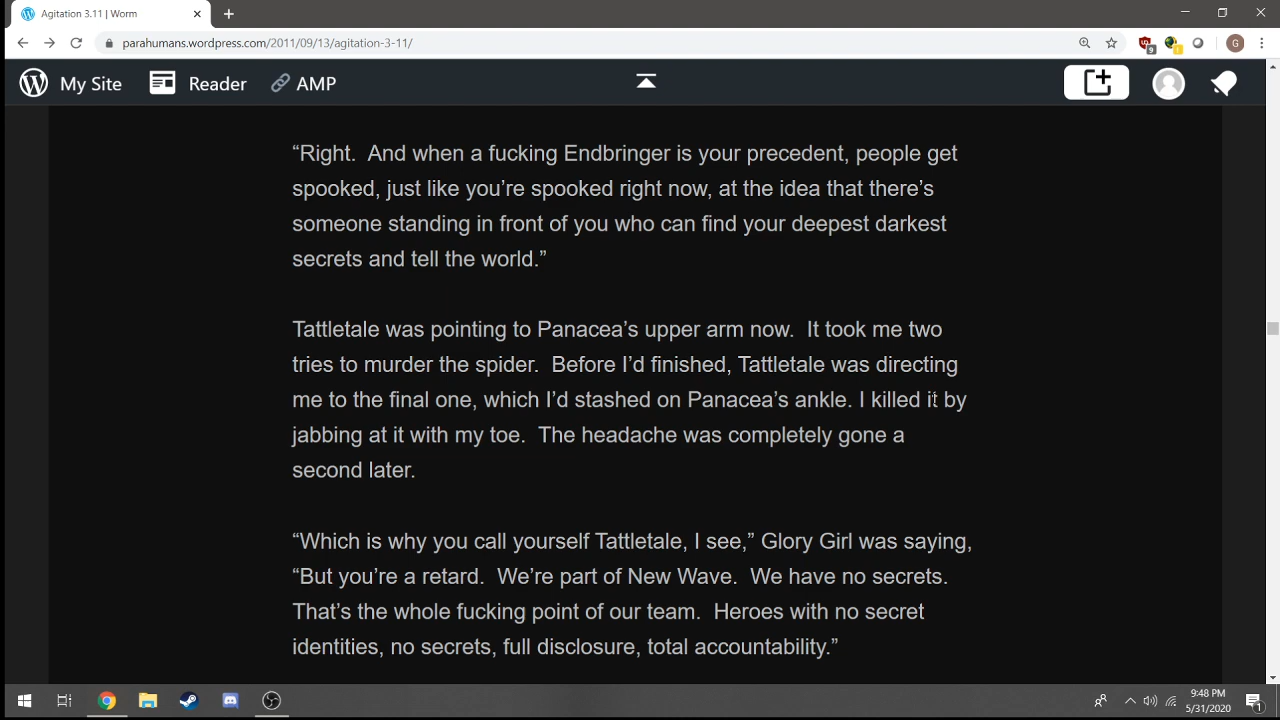 Agitation 3.11 | Worm
parahumans.wordpress.com/2011/09/13/agitation-3-11/
9
G
My Site
Reader
AMP
“Right.  And when a fucking Endbringer is your precedent, people get
spooked, just like you’re spooked right now, at the idea that there’s
someone standing in front of you who can find your deepest darkest
secrets and tell the world.”
Tattletale was pointing to Panacea’s upper arm now.  It took me two
tries to murder the spider.  Before I’d finished, Tattletale was directing
me to the final one, which I’d stashed on Panacea’s ankle. I killed it by
jabbing at it with my toe.  The headache was completely gone a
second later.
“Which is why you call yourself Tattletale, I see,” Glory Girl was saying,
“But you’re a retard.  We’re part of New Wave.  We have no secrets.
That’s the whole fucking point of our team.  Heroes with no secret
identities, no secrets, full disclosure, total accountability.”
9:48 PM
5/31/2020
1